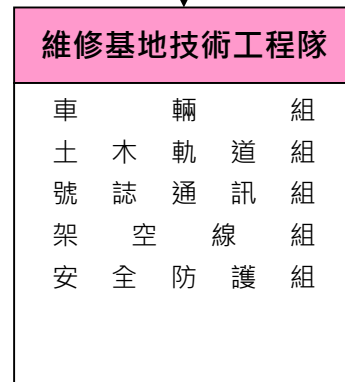 維修基地技術工程隊
車輛組
土木軌道組
號誌通訊組
架空線組
安全防護組